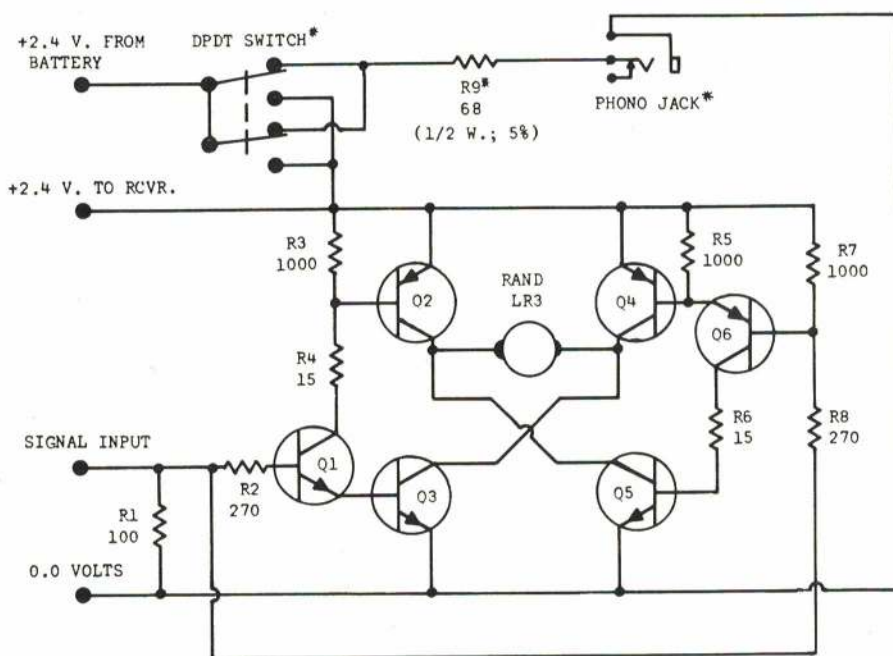 +2.4 V. FROM
BATTERY
DPDT SWITCH*
R9*
68
(1/2 W.; 5%)
PHONO JACK*
+2.4 V. TO RCVR.
R3
1000
Q2
RAND
LR3
Q4
R5
1000
R7
1000
Q6
R4
15
R6
15
R8
270
SIGNAL INPUT
Q1
R2
270
Q3
Q5
R1
100
0.0 VOLTS